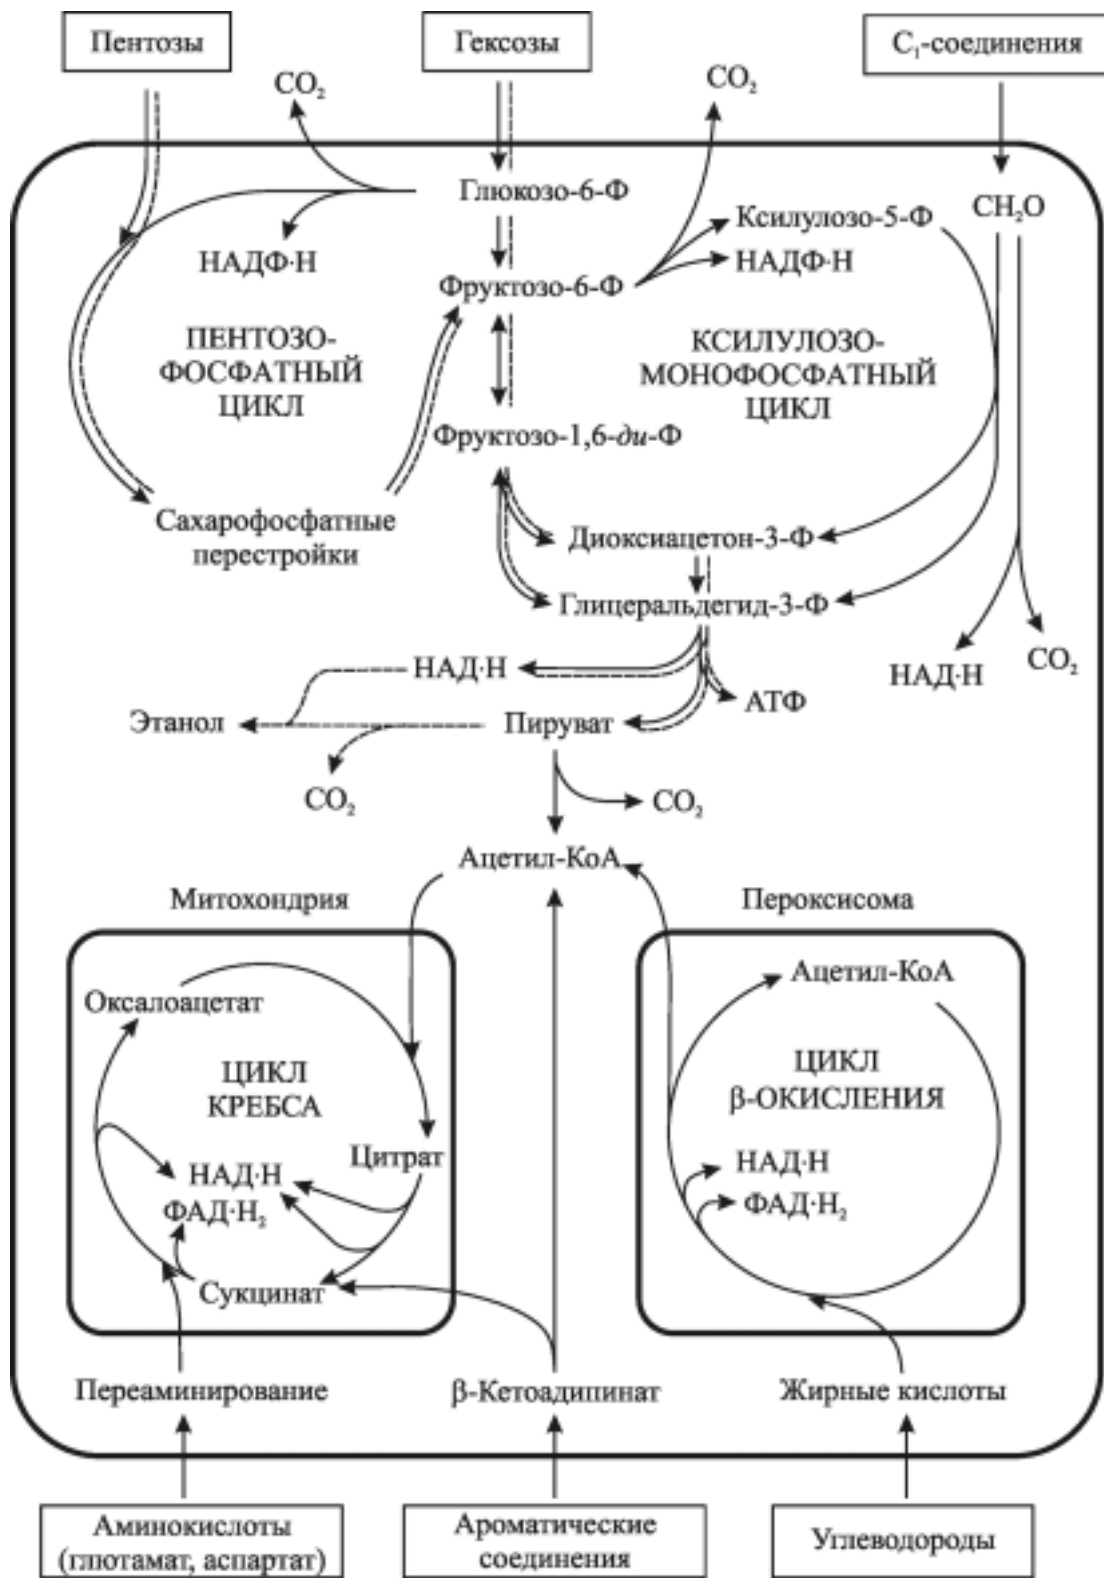 Пентозы
Гексозы
C₁-соединения
CO₂
CO₂
Глюкозо-6-Ф
Ксилулозо-5-Ф
CH₂O
НАДФ·Н
НАДФ·Н
Фруктозо-6-Ф
ПЕНТОЗО-
ФОСФАТНЫЙ
ЦИКЛ
КСИЛУЛОЗО-
МОНОФОСФАТНЫЙ
ЦИКЛ
Фруктозо-1,6-ди-Ф
Сахарофосфатные
перестройки
Диоксиацетон-3-Ф
Глицеральдегид-3-Ф
НАД·Н
НАД·Н
CO₂
АТФ
Этанол
Пируват
CO₂
CO₂
Ацетил-КоА
Митохондрия
Пероксисома
Оксалоацетат
Ацетил-КоА
ЦИКЛ
КРЕБСА
ЦИКЛ
β-ОКИСЛЕНИЯ
Цитрат
НАД·Н
ФАД·Н₂
НАД·Н
ФАД·Н₂
Сукцинат
Переаминирование
β-Кетоадипинат
Жирные кислоты
Аминокислоты
(глютамат, аспартат)
Ароматические
соединения
Углеводороды